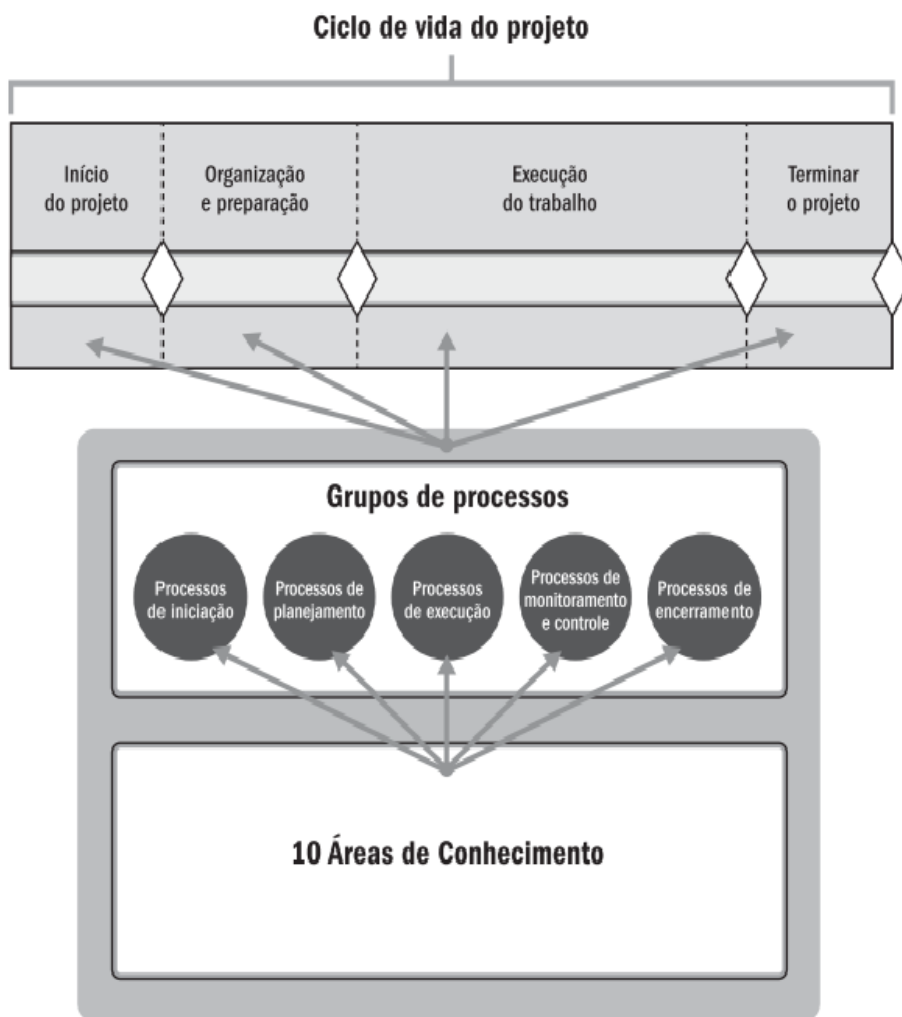 Ciclo de vida do projeto
Início
do projeto
Organização
e preparação
Execução
do trabalho
Terminar
o projeto
Grupos de processos
Processos
de iniciação
Processos de
planejamento
Processos
de execução
Processos de
monitoramento
e controle
Processos de
encerramento
10 Áreas de Conhecimento